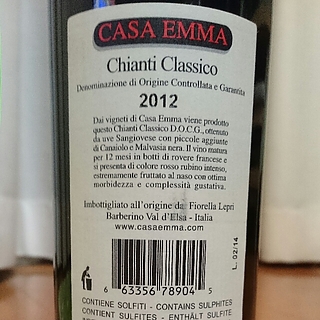 CASA EMMA
Chianti Classico
Denominazione di Origine Controllata e Garantita
2012
Dai vigneti di Casa Emma viene prodotto
questo Chianti Classico D.O.C.G., ottenuto
da uve Sangiovese con piccole aggiunte
di Canaiolo e Malvasia nera. Il vino matura
per 12 mesi in botti di rovere francese e
si presenta di colore rosso rubino intenso,
estremamente fruttato al naso con ottima
morbidezza e complessità gustativa.
Imbottigliato all'origine da: Fiorella Lepri
Barberino Val d'Elsa - Italia
www.casaemma.com
6 63356 78904 5
L. 02/14
CONTIENE SOLFITI - CONTAINS SULPHITES
CONTIENT SULFITES - ENTHÄLT SULFITE